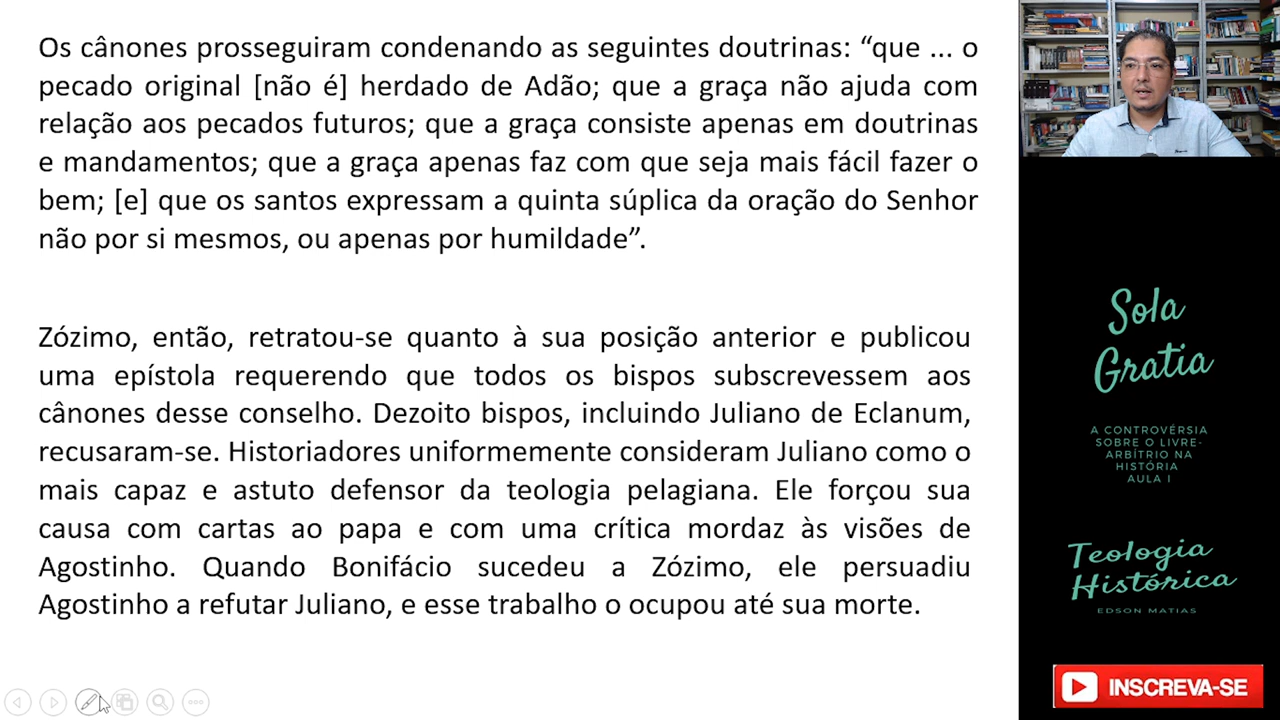 Os cânones prosseguiram condenando as seguintes doutrinas: “que ... o
pecado original [não é] herdado de Adão; que a graça não ajuda com
relação aos pecados futuros; que a graça consiste apenas em doutrinas
e mandamentos; que a graça apenas faz com que seja mais fácil fazer o
bem; [e] que os santos expressam a quinta súplica da oração do Senhor
não por si mesmos, ou apenas por humildade”.
Zózimo, então, retratou-se quanto à sua posição anterior e publicou
uma epístola requerendo que todos os bispos subscrevessem aos
cânones desse conselho. Dezoito bispos, incluindo Juliano de Eclanum,
recusaram-se. Historiadores uniformemente consideram Juliano como o
mais capaz e astuto defensor da teologia pelagiana. Ele forçou sua
causa com cartas ao papa e com uma crítica mordaz às visões de
Agostinho. Quando Bonifácio sucedeu a Zózimo, ele persuadiu
Agostinho a refutar Juliano, e esse trabalho o ocupou até sua morte.
Sola
Gratia
A CONTROVÉRSIA
SOBRE O LIVRE-
ARBÍTRIO NA
HISTÓRIA
AULA I
Teologia
Histórica
EDSON MATIAS
INSCREVA-SE